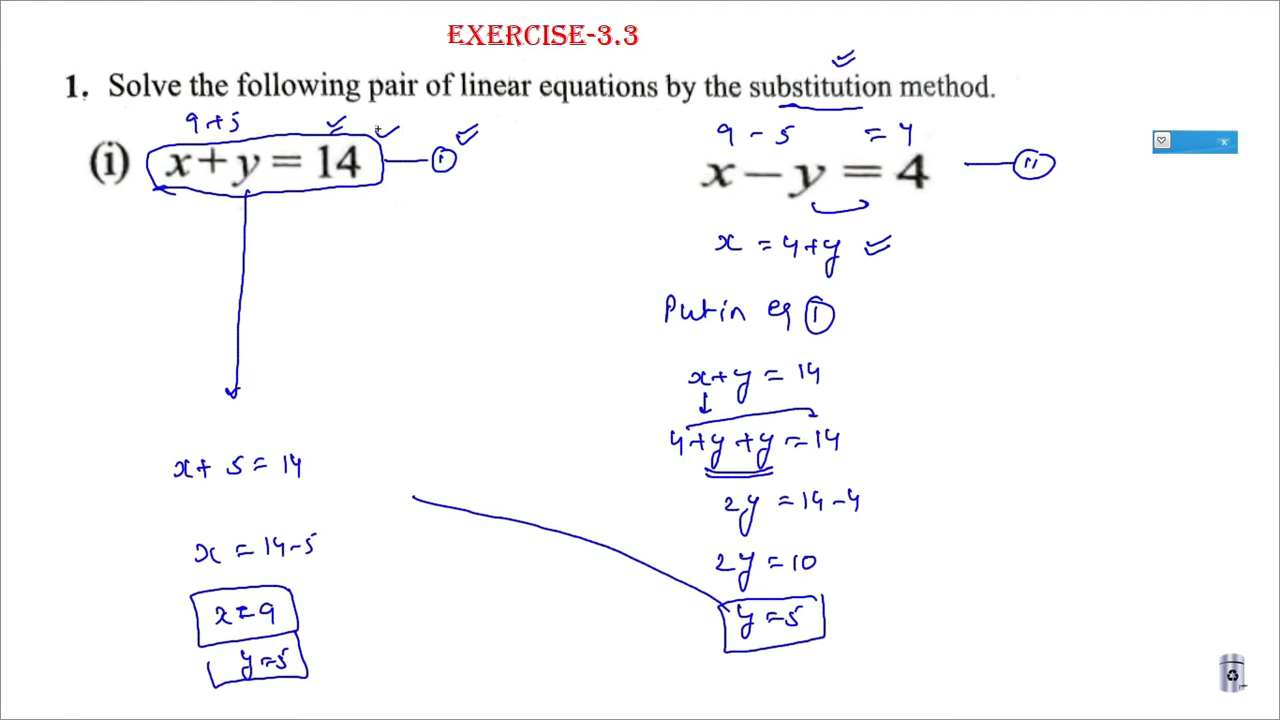 EXERCISE-3.3
1. Solve the following pair of linear equations by the substitution method.
9+5
(i) x+y=14 — ①
x+5=14
x=14-5
x=9
y=5
9-5 =4
x−y=4 — (ii)
x=4+y
Put in eq ①
x+y=14
4+y+y=14
2y=14-4
2y=10
y=5